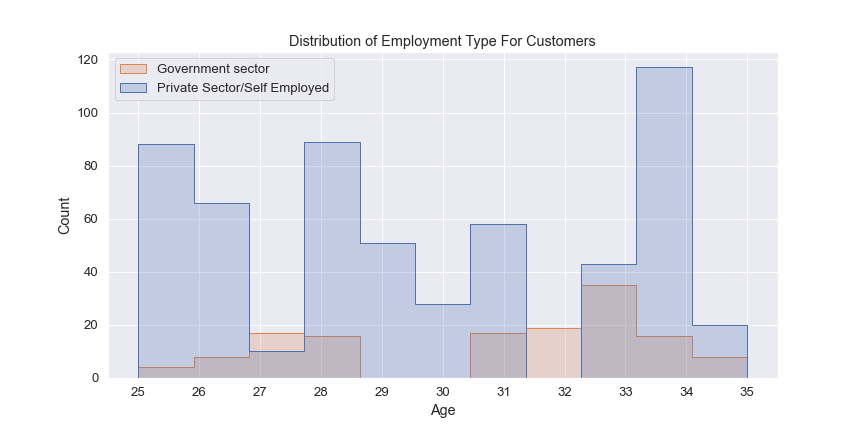 Distribution of Employment Type For Customers
120
100
80
60
40
20
0
Count
Government sector
Private Sector/Self Employed
25 26 27 28 29 30 31 32 33 34 35
Age